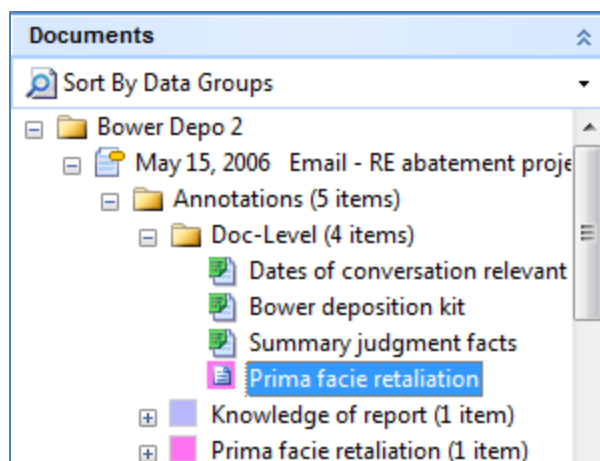 Documents
Sort By Data Groups
Bower Depo 2
May 15, 2006 Email - RE abatement proje
Annotations (5 items)
Doc-Level (4 items)
Dates of conversation relevant
Bower deposition kit
Summary judgment facts
Prima facie retaliation
Knowledge of report (1 item)
Prima facie retaliation (1 item)